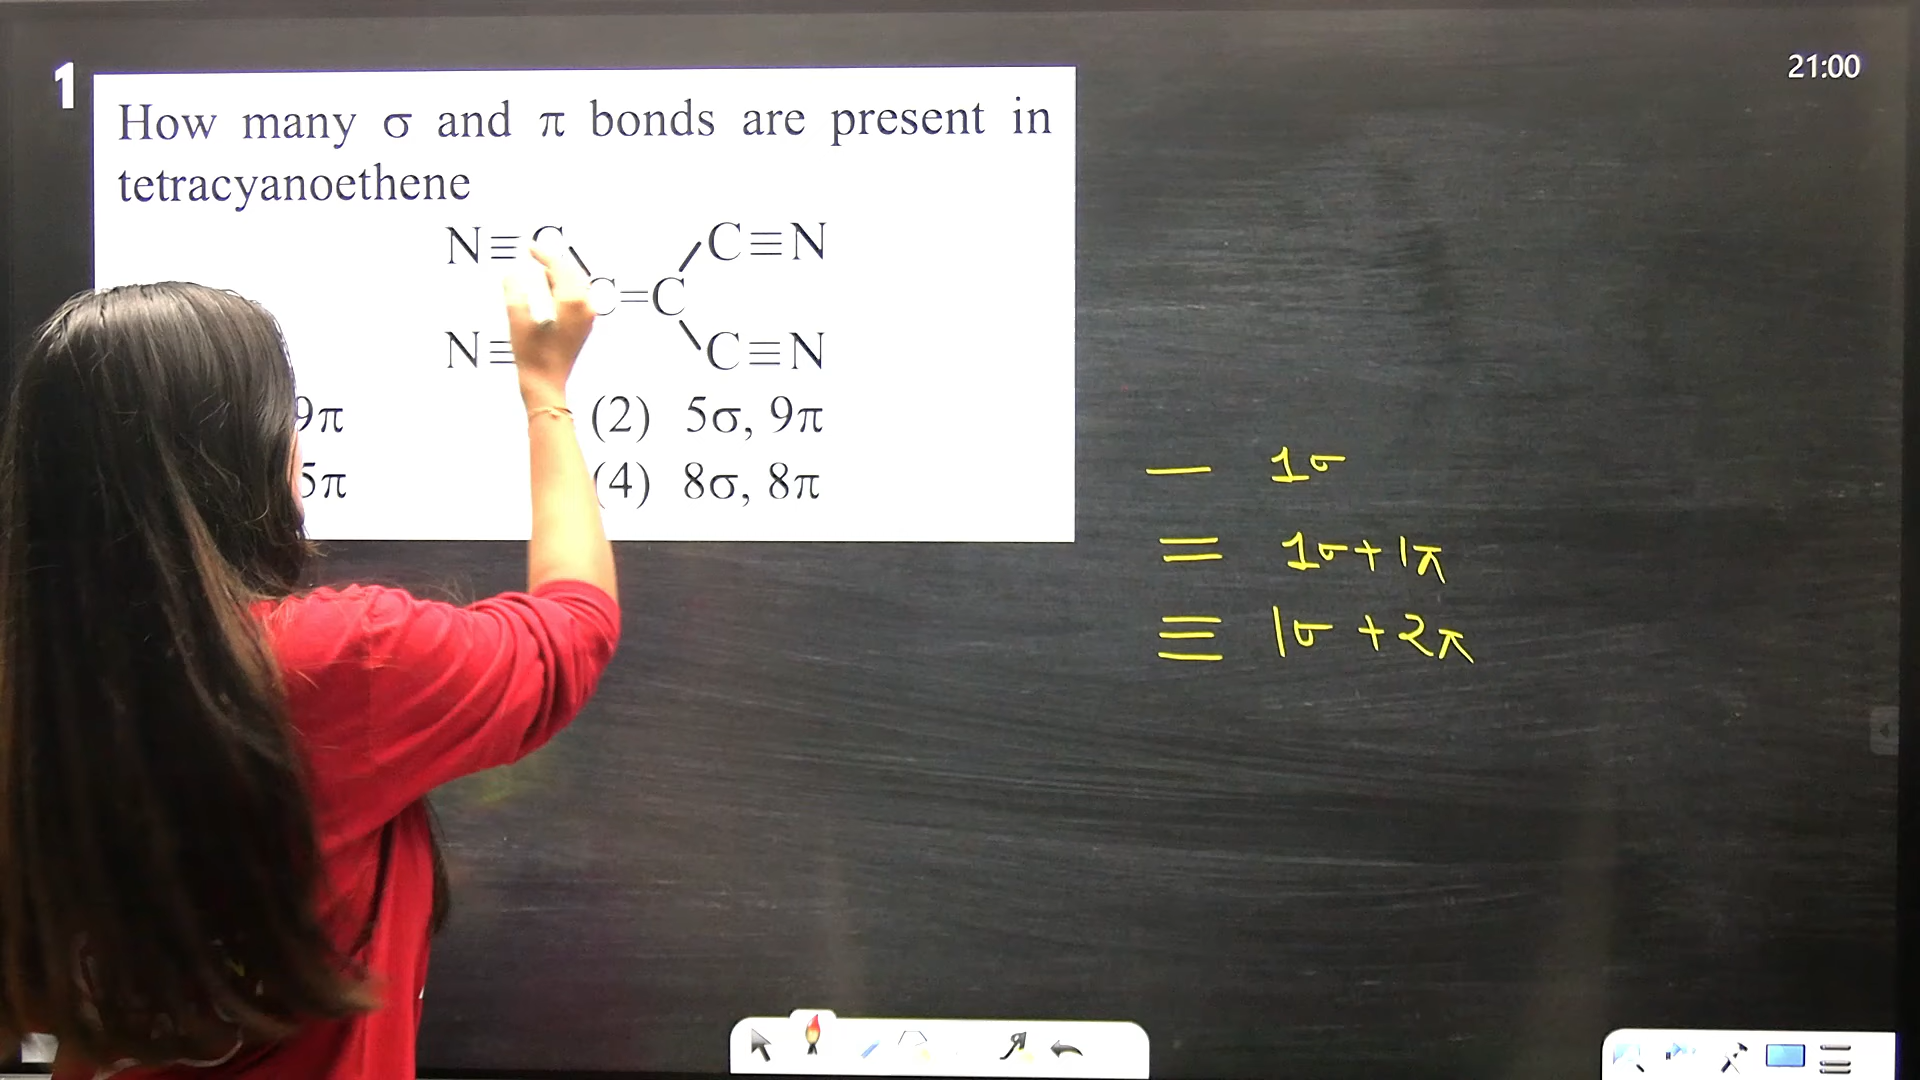 1
21:00
How many σ and π bonds are present in
tetracyanoethene
N≡C C≡N
C=C
N≡ C≡N
9π (2) 5σ, 9π
5π (4) 8σ, 8π
— 1σ
= 1σ+1π
≡ 1σ+2π